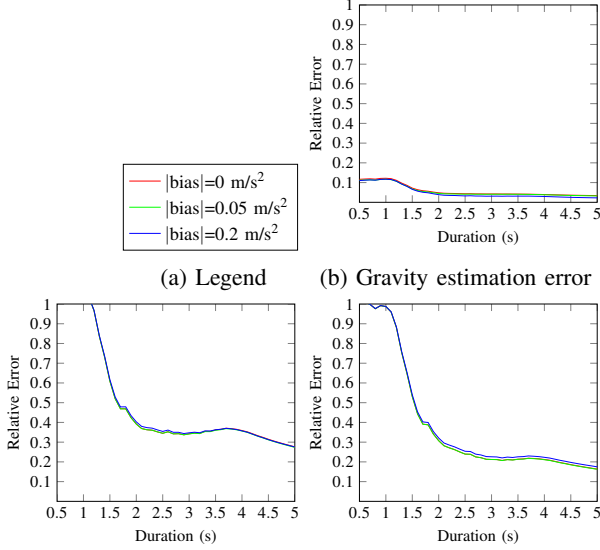 1
0.9
0.8
0.7
0.6
0.5
0.4
0.3
0.2
0.1
Relative Error
0.5 1 1.5 2 2.5 3 3.5 4 4.5 5
Duration (s)
|bias|=0 m/s²
|bias|=0.05 m/s²
|bias|=0.2 m/s²
(a) Legend
(b) Gravity estimation error
1
0.9
0.8
0.7
0.6
0.5
0.4
0.3
0.2
0.1
Relative Error
0.5 1 1.5 2 2.5 3 3.5 4 4.5 5
Duration (s)
1
0.9
0.8
0.7
0.6
0.5
0.4
0.3
0.2
0.1
Relative Error
0.5 1 1.5 2 2.5 3 3.5 4 4.5 5
Duration (s)